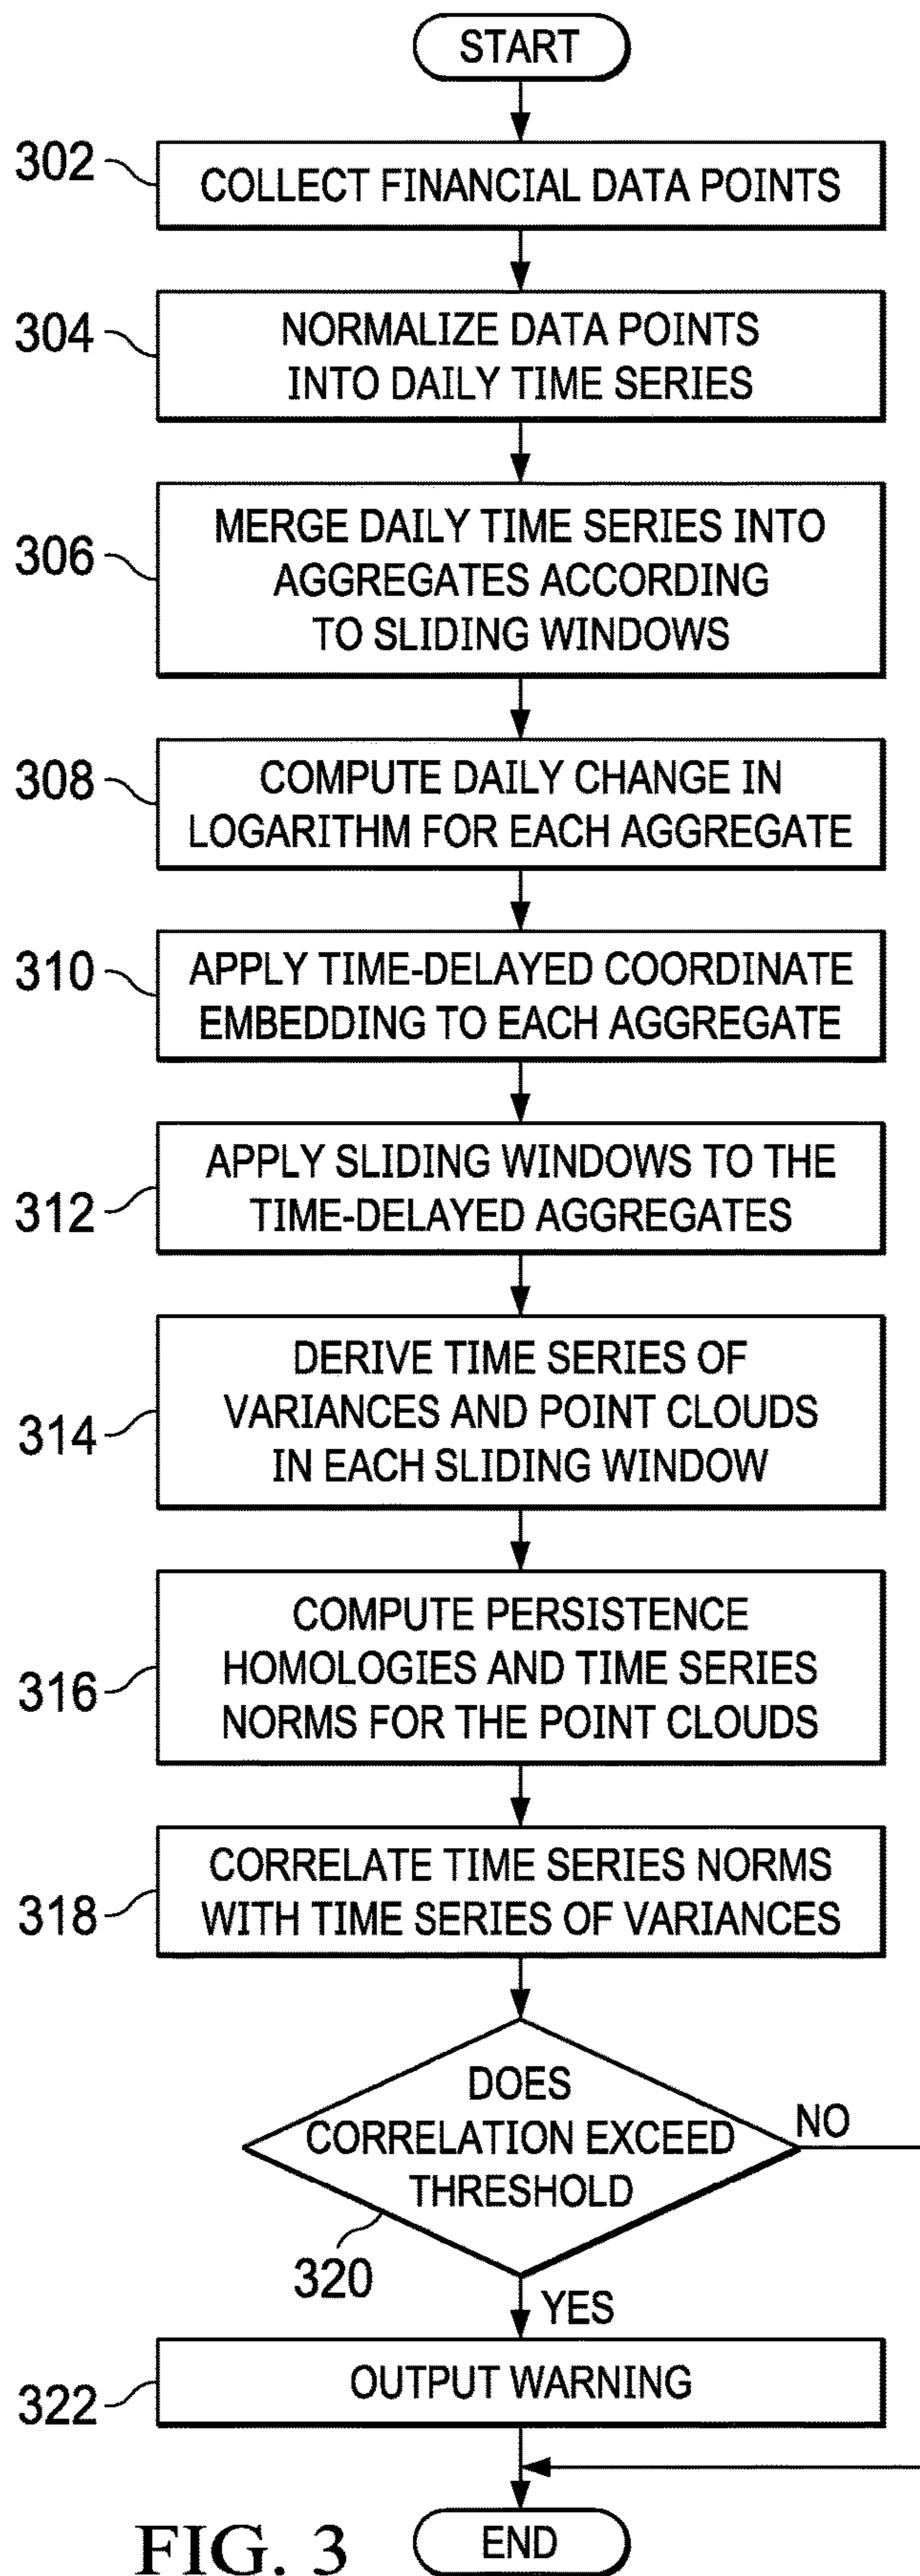 START
302
COLLECT FINANCIAL DATA POINTS
304
NORMALIZE DATA POINTS
INTO DAILY TIME SERIES
306
MERGE DAILY TIME SERIES INTO
AGGREGATES ACCORDING
TO SLIDING WINDOWS
308
COMPUTE DAILY CHANGE IN
LOGARITHM FOR EACH AGGREGATE
310
APPLY TIME-DELAYED COORDINATE
EMBEDDING TO EACH AGGREGATE
312
APPLY SLIDING WINDOWS TO THE
TIME-DELAYED AGGREGATES
314
DERIVE TIME SERIES OF
VARIANCES AND POINT CLOUDS
IN EACH SLIDING WINDOW
316
COMPUTE PERSISTENCE
HOMOLOGIES AND TIME SERIES
NORMS FOR THE POINT CLOUDS
318
CORRELATE TIME SERIES NORMS
WITH TIME SERIES OF VARIANCES
DOES
CORRELATION EXCEED
THRESHOLD
NO
320
YES
322
OUTPUT WARNING
END
FIG. 3